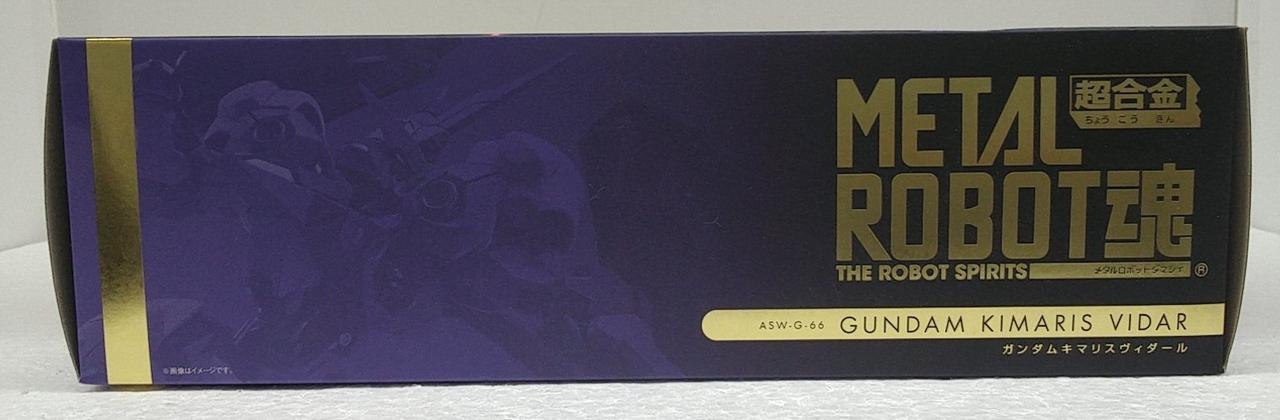 METAL 超合金
ちょう ごう きん
ROBOT魂
THE ROBOT SPIRITS メタルロボットダマシイ ®
ASW-G-66 GUNDAM KIMARIS VIDAR
ガンダムキマリスヴィダール
※画像はイメージです。